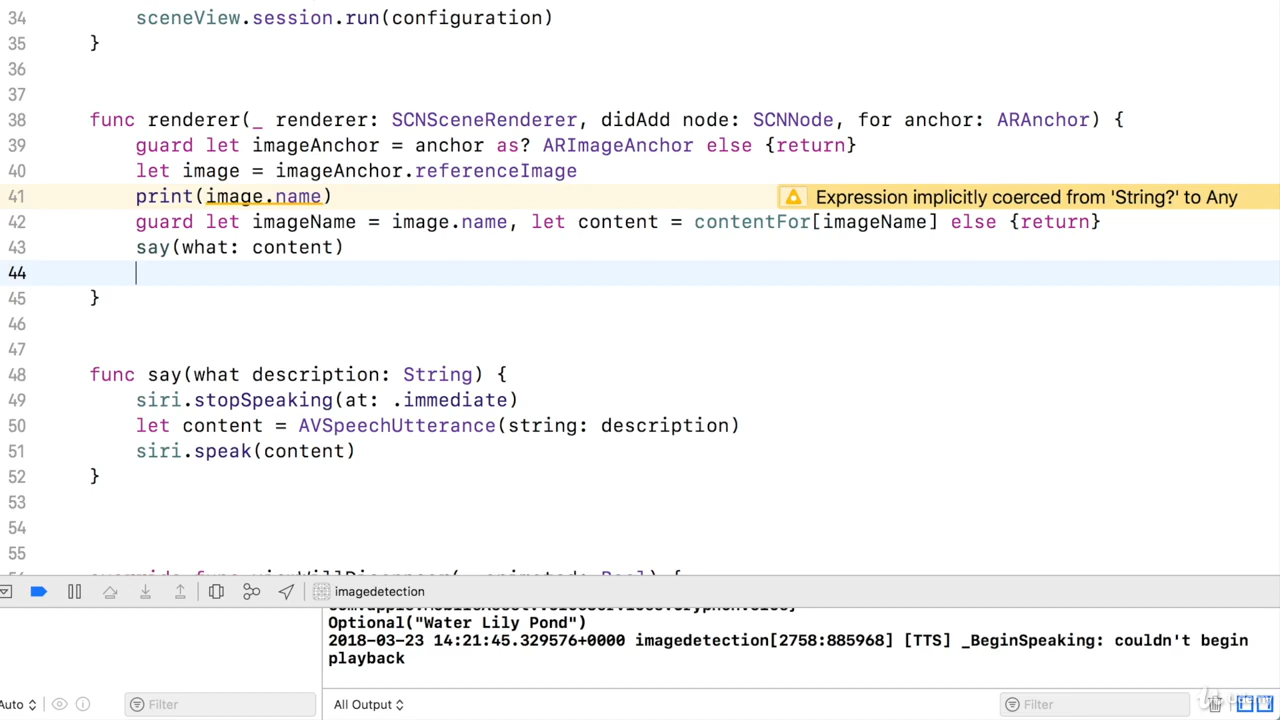 34 sceneView.session.run(configuration)
35 }
36
37
38 func renderer(_ renderer: SCNSceneRenderer, didAdd node: SCNNode, for anchor: ARAnchor) {
39 guard let imageAnchor = anchor as? ARImageAnchor else {return}
40 let image = imageAnchor.referenceImage
41 print(image.name) Expression implicitly coerced from 'String?' to Any
42 guard let imageName = image.name, let content = contentFor[imageName] else {return}
43 say(what: content)
44
45 }
46
47
48 func say(what description: String) {
49 siri.stopSpeaking(at: .immediate)
50 let content = AVSpeechUtterance(string: description)
51 siri.speak(content)
52 }
53
54
55
imagedetection
Optional("Water Lily Pond")
2018-03-23 14:21:45.329576+0000 imagedetection[2758:885968] [TTS] _BeginSpeaking: couldn't begin
playback
Auto Filter All Output Filter